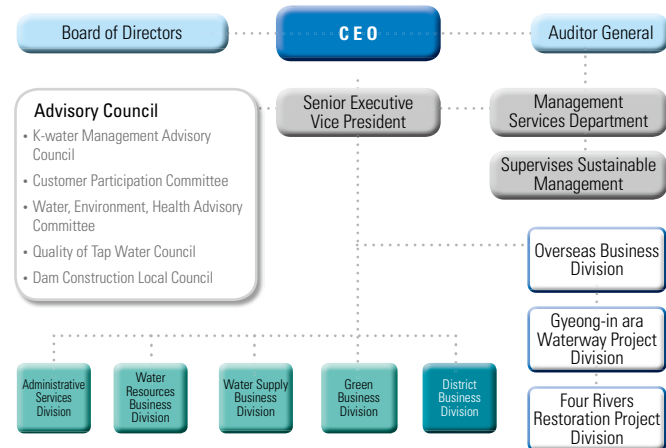 Board of Directors
CEO
Auditor General
Advisory Council
• K-water Management Advisory
Council
• Customer Participation Committee
• Water, Environment, Health Advisory
Committee
• Quality of Tap Water Council
• Dam Construction Local Council
Senior Executive
Vice President
Management
Services Department
Supervises Sustainable
Management
Overseas Business
Division
Gyeong-in ara
Waterway Project
Division
Four Rivers
Restoration Project
Division
Administrative
Services
Division
Water
Resources
Business
Division
Water Supply
Business
Division
Green
Business
Division
District
Business
Division